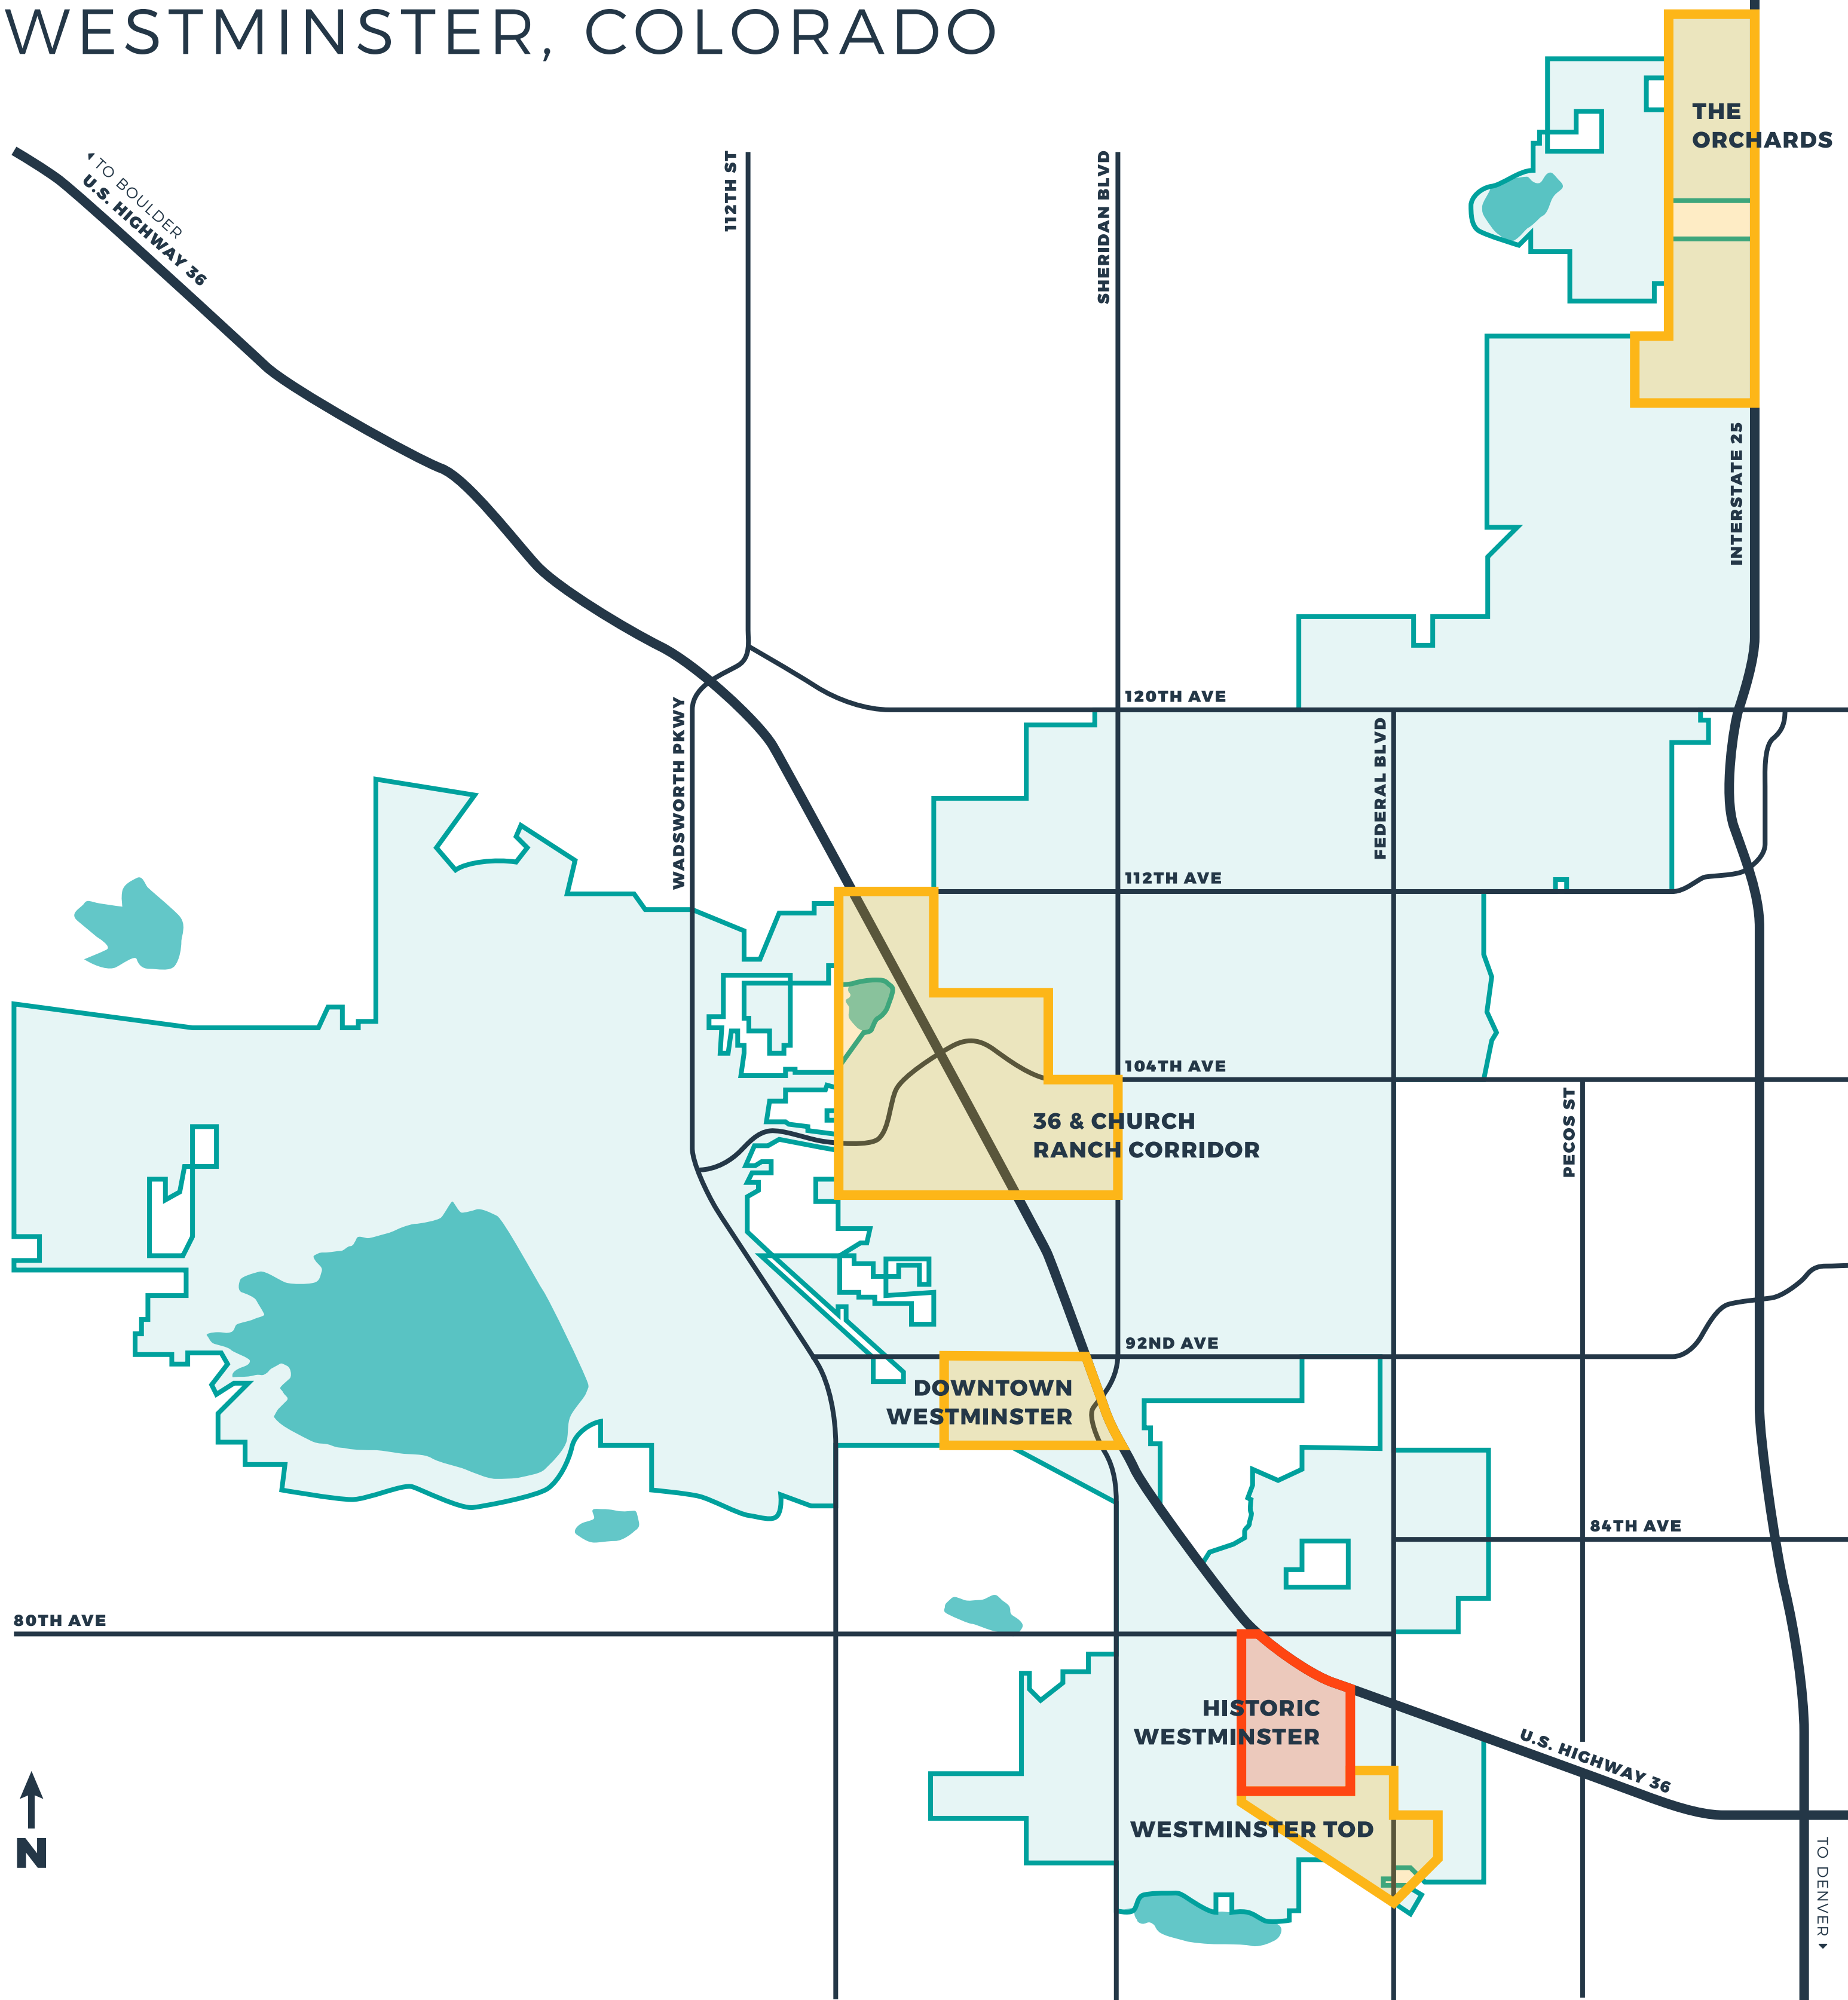 WESTMINSTER, COLORADO
THE
ORCHARDS
TO BOULDER
U.S. HIGHWAY 36
112TH ST
SHERIDAN BLVD
INTERSTATE 25
120TH AVE
WADSWORTH PKWY
FEDERAL BLVD
112TH AVE
104TH AVE
PECOS ST
36 & CHURCH
RANCH CORRIDOR
92ND AVE
DOWNTOWN
WESTMINSTER
84TH AVE
80TH AVE
HISTORIC
WESTMINSTER
U.S. HIGHWAY 36
WESTMINSTER TOD
N
TO DENVER